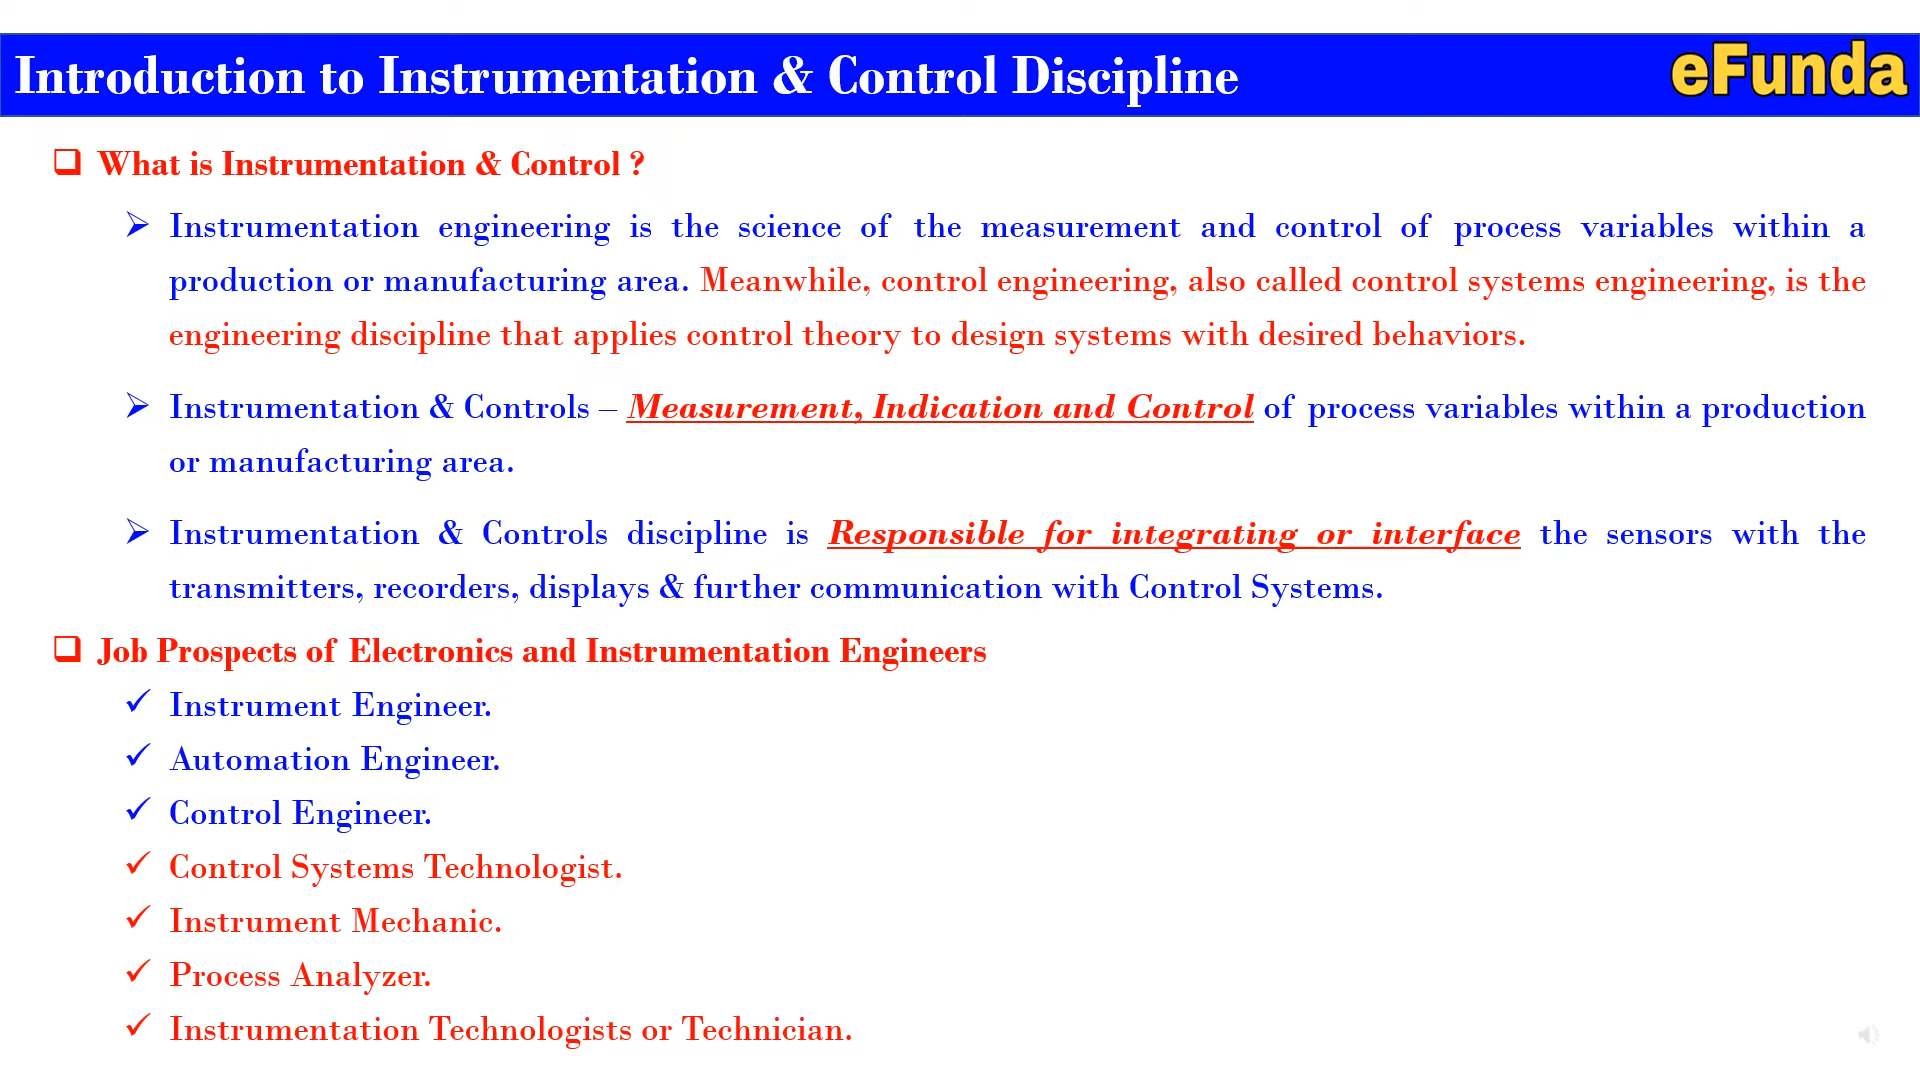 Introduction to Instrumentation & Control Discipline
eFunda
What is Instrumentation & Control ?
Instrumentation engineering is the science of the measurement and control of process variables within a
production or manufacturing area. Meanwhile, control engineering, also called control systems engineering, is the
engineering discipline that applies control theory to design systems with desired behaviors.
Instrumentation & Controls – Measurement, Indication and Control of process variables within a production
or manufacturing area.
Instrumentation & Controls discipline is Responsible for integrating or interface the sensors with the
transmitters, recorders, displays & further communication with Control Systems.
Job Prospects of Electronics and Instrumentation Engineers
Instrument Engineer.
Automation Engineer.
Control Engineer.
Control Systems Technologist.
Instrument Mechanic.
Process Analyzer.
Instrumentation Technologists or Technician.